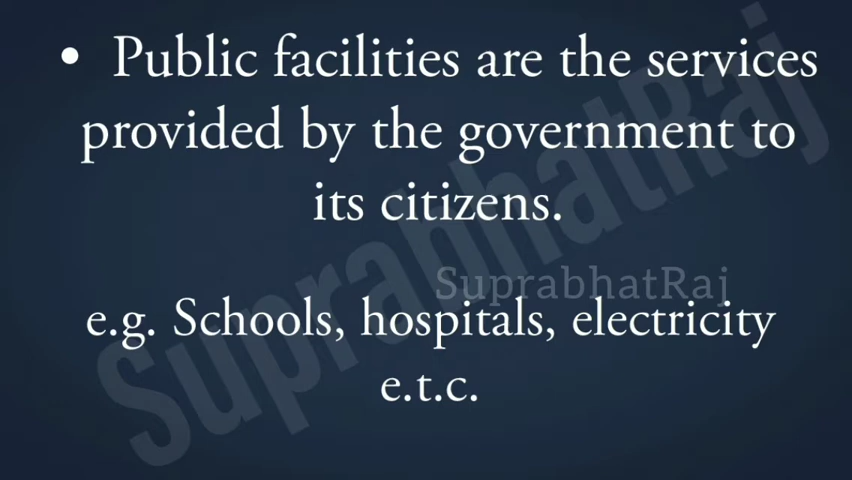 • Public facilities are the services
provided by the government to
its citizens.
SuprabhatRaj
e.g. Schools, hospitals, electricity
e.t.c.
SuprabhatRaj